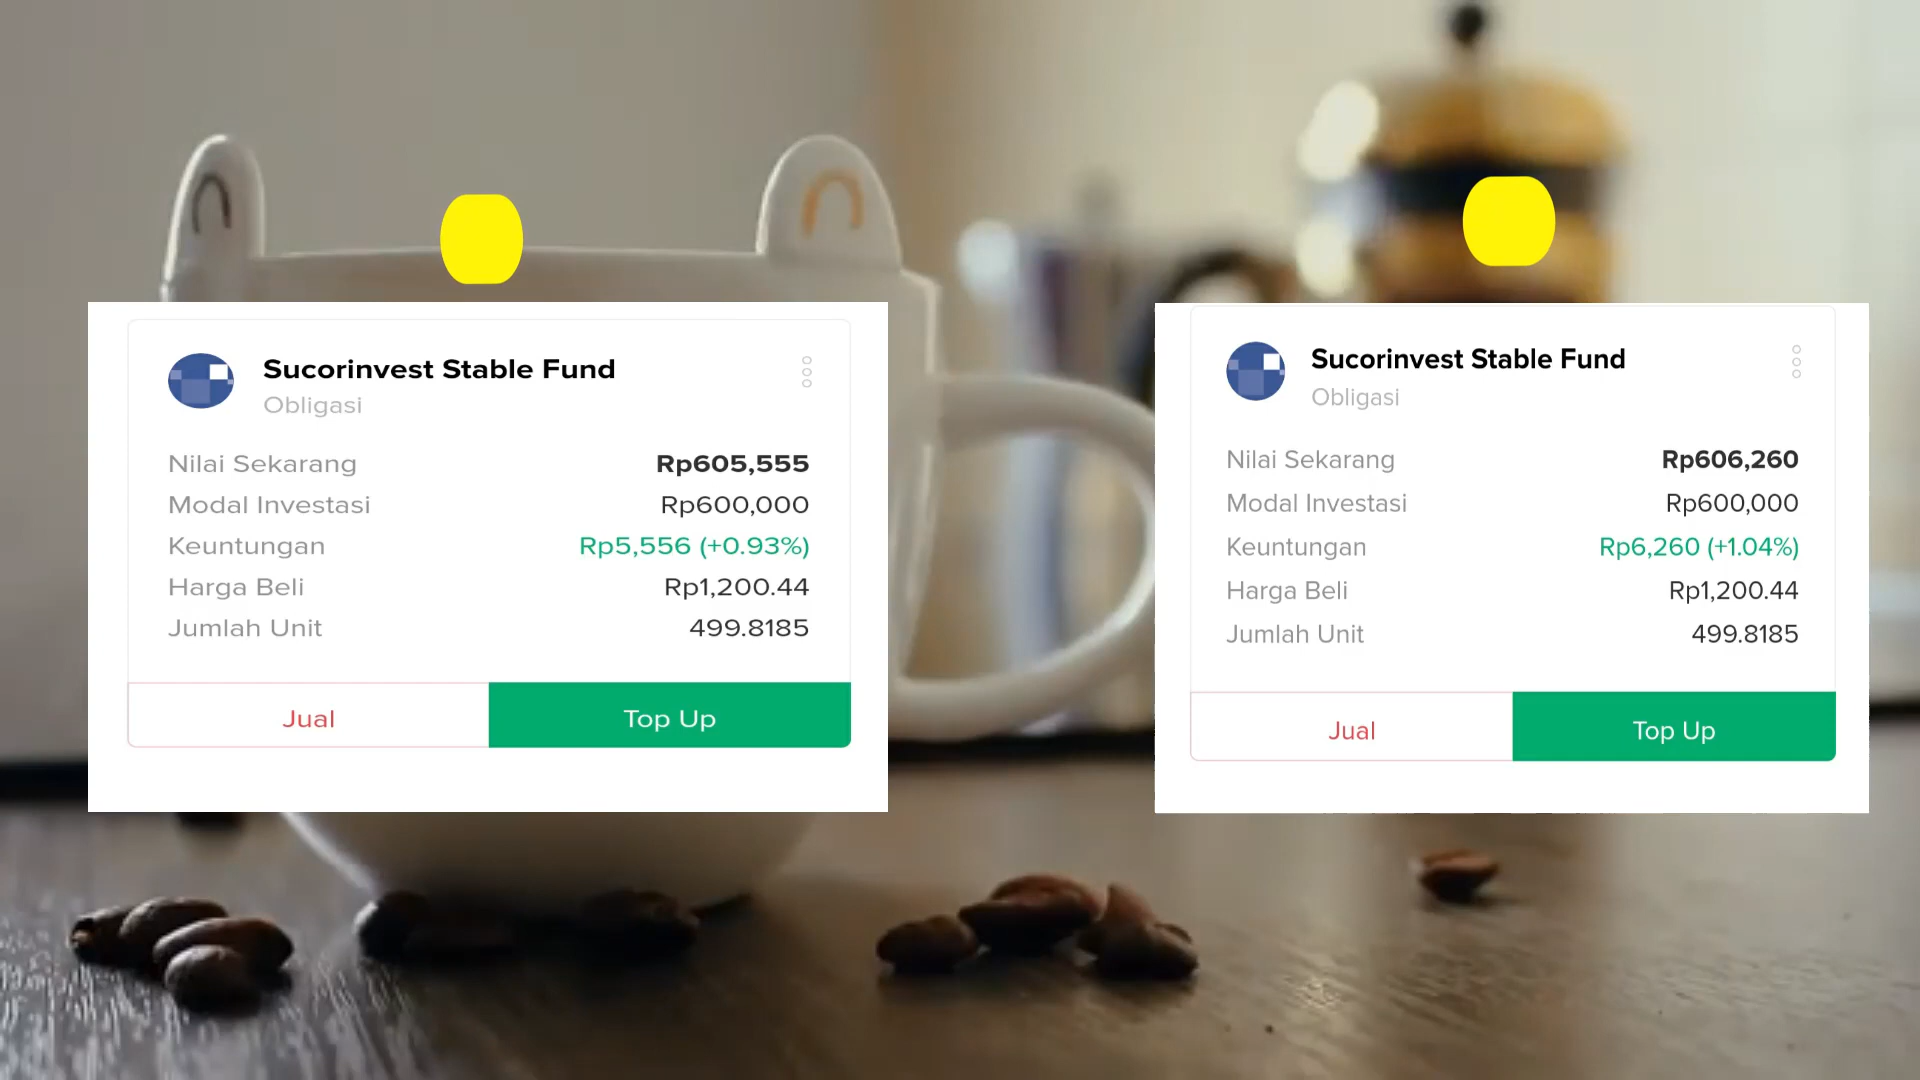 Sucorinvest Stable Fund
Obligasi
Nilai Sekarang Rp605,555
Modal Investasi Rp600,000
Keuntungan Rp5,556 (+0.93%)
Harga Beli Rp1,200.44
Jumlah Unit 499.8185
Jual Top Up
Sucorinvest Stable Fund
Obligasi
Nilai Sekarang Rp606,260
Modal Investasi Rp600,000
Keuntungan Rp6,260 (+1.04%)
Harga Beli Rp1,200.44
Jumlah Unit 499.8185
Jual Top Up